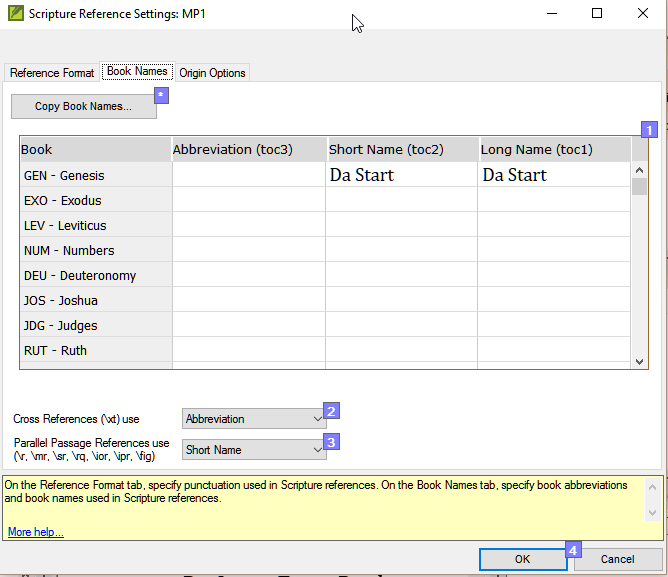 Scripture Reference Settings: MP1
Reference Format Book Names Origin Options
Copy Book Names... *
1
Book Abbreviation (toc3) Short Name (toc2) Long Name (toc1)
GEN - Genesis Da Start Da Start
EXO - Exodus
LEV - Leviticus
NUM - Numbers
DEU - Deuteronomy
JOS - Joshua
JDG - Judges
RUT - Ruth
Cross References (\xt) use Abbreviation 2
Parallel Passage References use
(\r, \mr, \sr, \rq, \ior, \ipr, \fig) Short Name 3
On the Reference Format tab, specify punctuation used in Scripture references. On the Book Names tab, specify book abbreviations
and book names used in Scripture references.
More help...
OK 4 Cancel